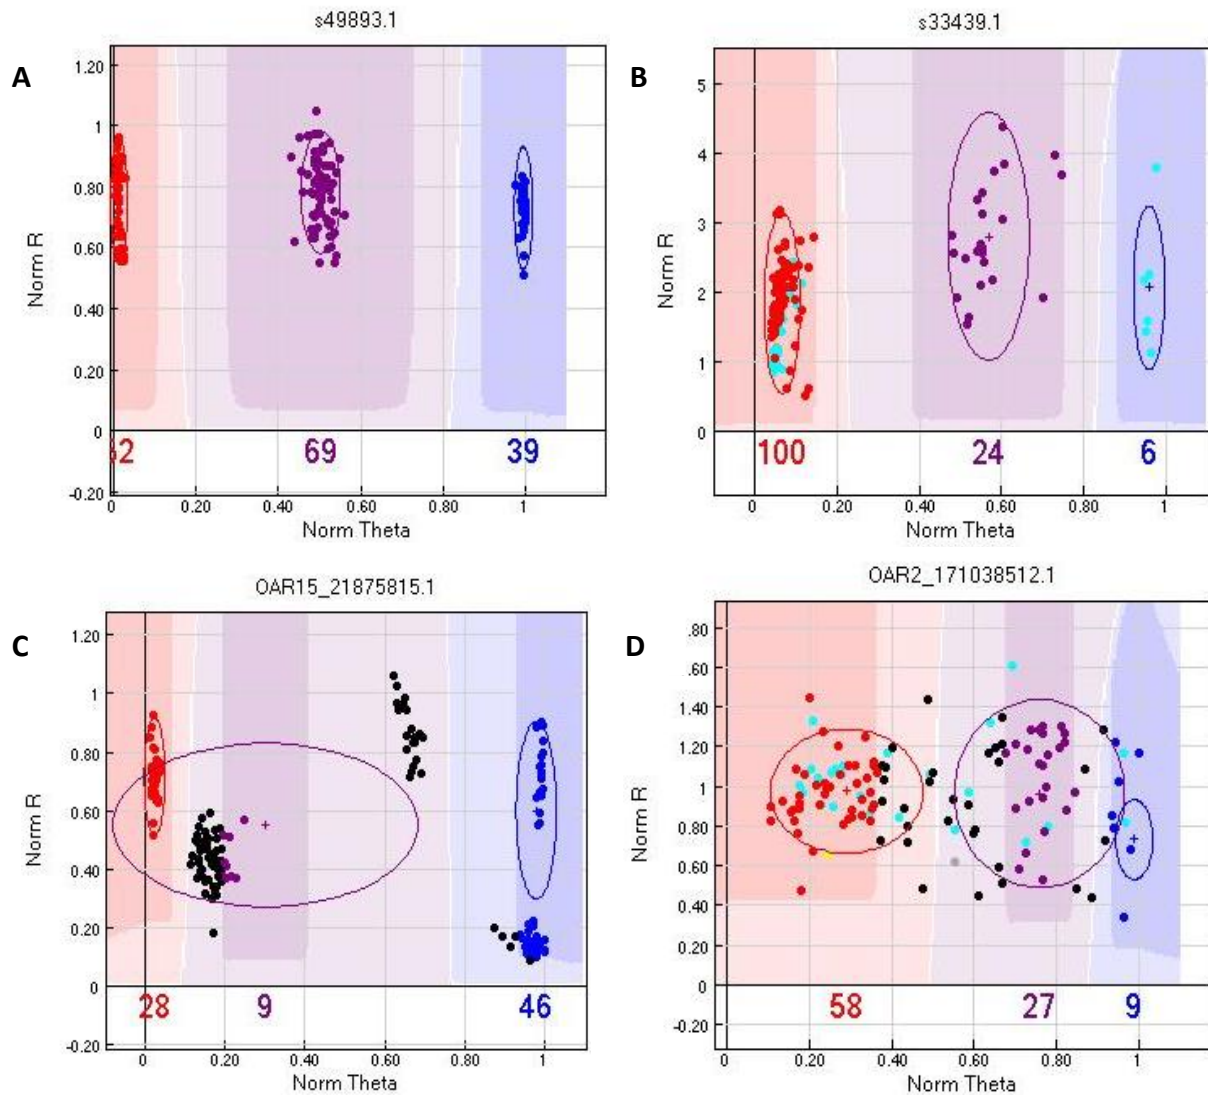 s49893.1
A
Norm R
1.20
1
0.80
0.60
0.40
0.20
0
-0.20
69 39
0 0.20 0.40 0.60 0.80 1
Norm Theta
s33439.1
B
Norm R
5
4
3
2
1
0
100 24 6
0 0.20 0.40 0.60 0.80 1
Norm Theta
OAR15_21875815.1
C
Norm R
1.20
1
0.80
0.60
0.40
0.20
0
-0.20
28 9 46
0 0.20 0.40 0.60 0.80 1
Norm Theta
OAR2_171038512.1
D
Norm R
.80
.60
1.40
1.20
1
0.80
0.60
0.40
0.20
0
-0.20
58 27 9
0 0.20 0.40 0.60 0.80 1
Norm Theta